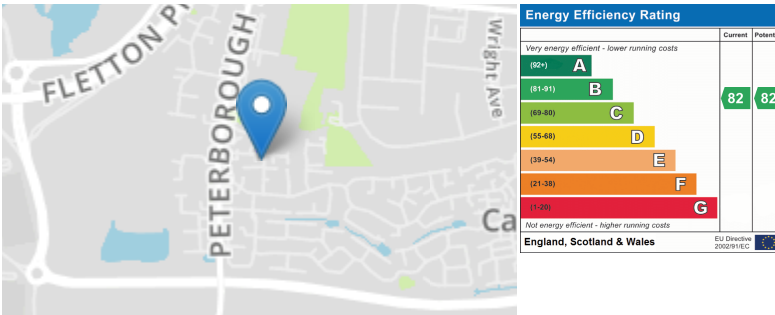 FLETTON P
PETERBOROUGH
Wright Ave
Ca
Energy Efficiency Rating
Current Potent
Very energy efficient - lower running costs
(92+) A
(81-91) B
82 82
(69-80) C
(55-68) D
(39-54) E
(21-38) F
(1-20) G
Not energy efficient - higher running costs
England, Scotland & Wales
EU Directive
2002/91/EC